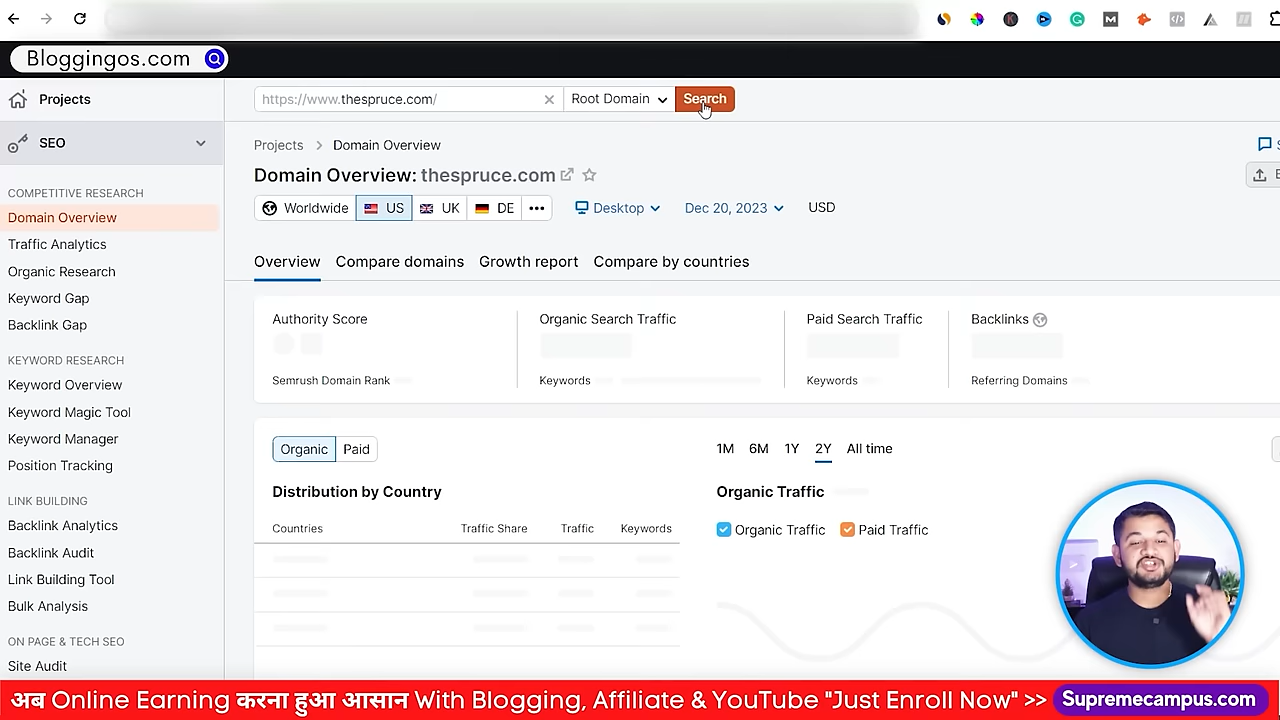 Bloggingos.com
Projects
SEO
COMPETITIVE RESEARCH
Domain Overview
Traffic Analytics
Organic Research
Keyword Gap
Backlink Gap
KEYWORD RESEARCH
Keyword Overview
Keyword Magic Tool
Keyword Manager
Position Tracking
LINK BUILDING
Backlink Analytics
Backlink Audit
Link Building Tool
Bulk Analysis
ON PAGE & TECH SEO
Site Audit
https://www.thespruce.com/ Root Domain Search
Projects > Domain Overview
Domain Overview: thespruce.com
Worldwide US UK DE ••• Desktop Dec 20, 2023 USD
Overview Compare domains Growth report Compare by countries
Authority Score Organic Search Traffic Paid Search Traffic Backlinks
Semrush Domain Rank Keywords Keywords Referring Domains
Organic Paid 1M 6M 1Y 2Y All time
Distribution by Country Organic Traffic
Countries Traffic Share Traffic Keywords Organic Traffic Paid Traffic
अब Online Earning करना हुआ आसान With Blogging, Affiliate & YouTube "Just Enroll Now" >> Supremecampus.com